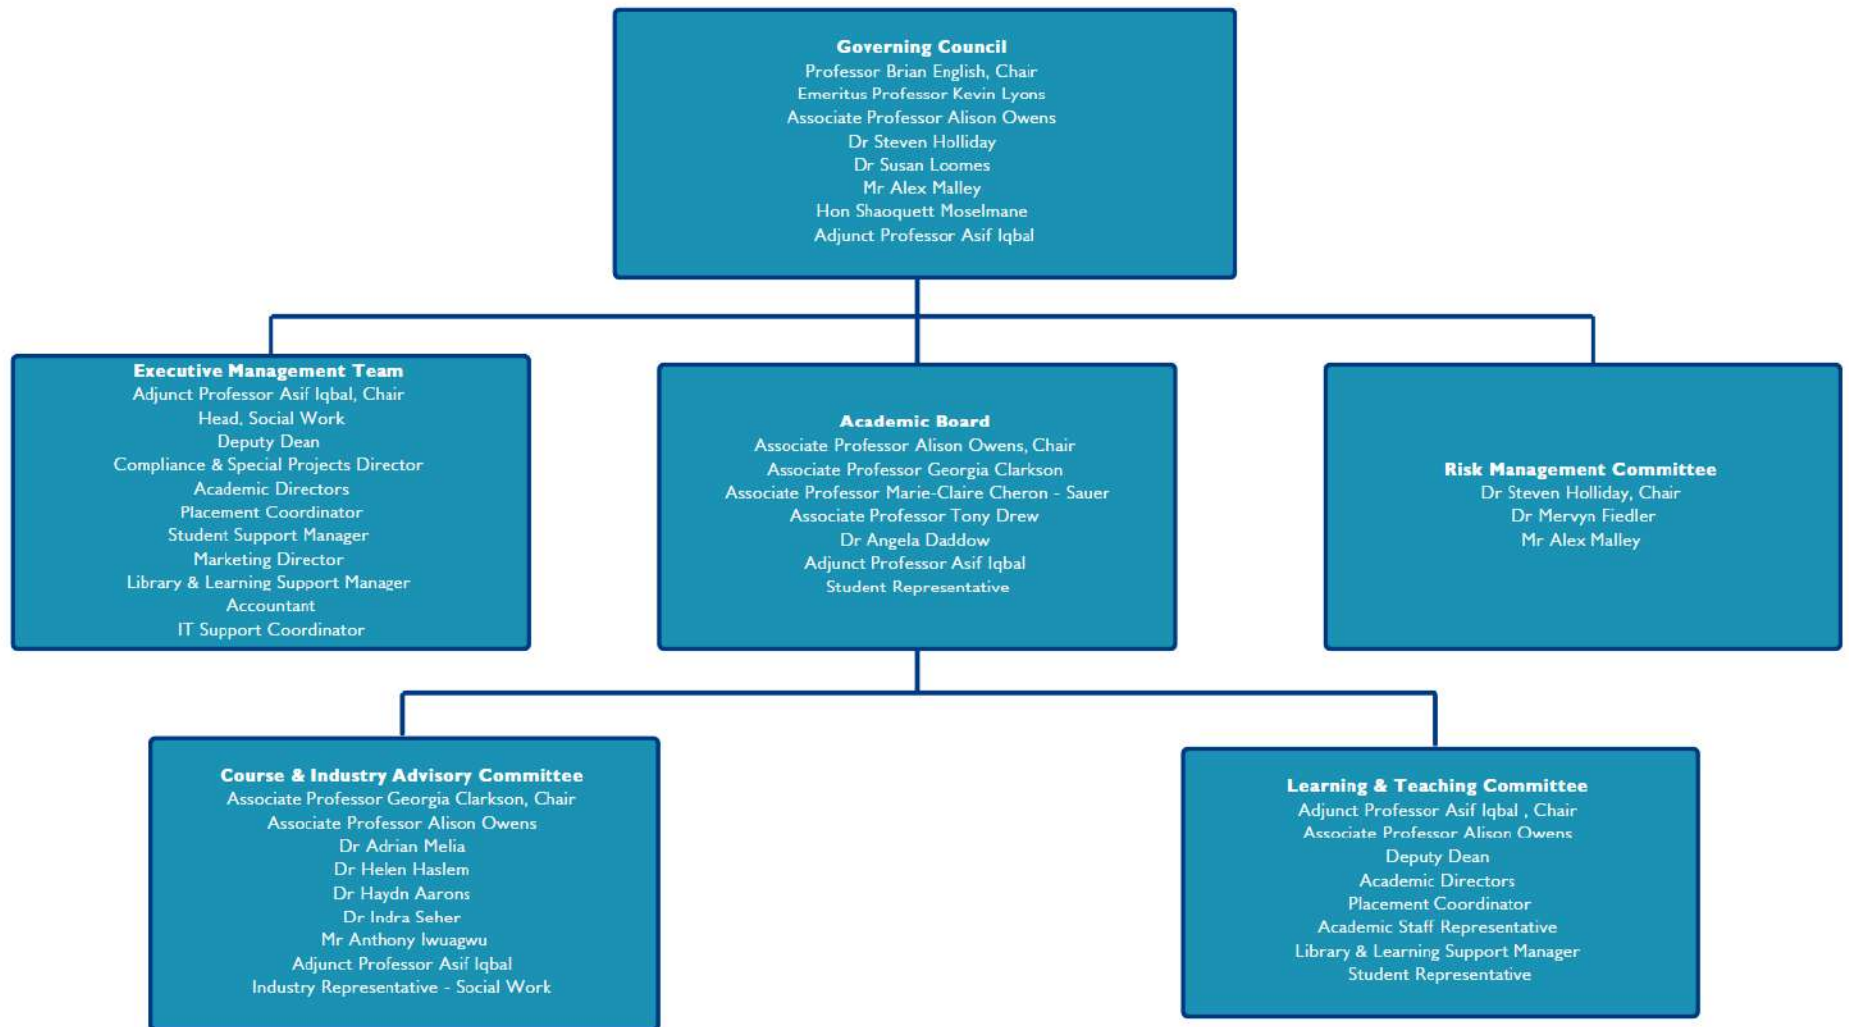 Governing Council
Professor Brian English, Chair
Emeritus Professor Kevin Lyons
Associate Professor Alison Owens
Dr Steven Holliday
Dr Susan Loomes
Mr Alex Malley
Hon Shaoquett Moselmane
Adjunct Professor Asif Iqbal
Executive Management Team
Adjunct Professor Asif Iqbal, Chair
Head, Social Work
Deputy Dean
Compliance & Special Projects Director
Academic Directors
Placement Coordinator
Student Support Manager
Marketing Director
Library & Learning Support Manager
Accountant
IT Support Coordinator
Academic Board
Associate Professor Alison Owens, Chair
Associate Professor Georgia Clarkson
Associate Professor Marie-Claire Cheron - Sauer
Associate Professor Tony Drew
Dr Angela Daddow
Adjunct Professor Asif Iqbal
Student Representative
Risk Management Committee
Dr Steven Holliday, Chair
Dr Mervyn Fiedler
Mr Alex Malley
Course & Industry Advisory Committee
Associate Professor Georgia Clarkson, Chair
Associate Professor Alison Owens
Dr Adrian Melia
Dr Helen Haslem
Dr Haydn Aarons
Dr Indra Seher
Mr Anthony Iwuagwu
Adjunct Professor Asif Iqbal
Industry Representative - Social Work
Learning & Teaching Committee
Adjunct Professor Asif Iqbal , Chair
Associate Professor Alison Owens
Deputy Dean
Academic Directors
Placement Coordinator
Academic Staff Representative
Library & Learning Support Manager
Student Representative